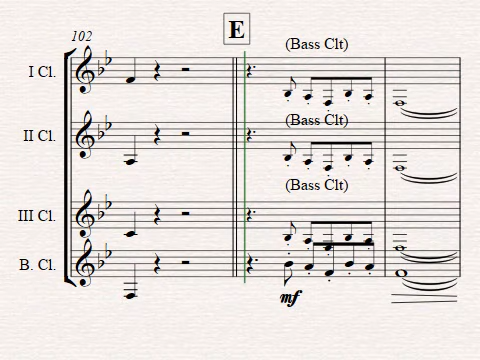 E
102
(Bass Clt)
I Cl.
(Bass Clt)
II Cl.
(Bass Clt)
III Cl.
B. Cl.
mf